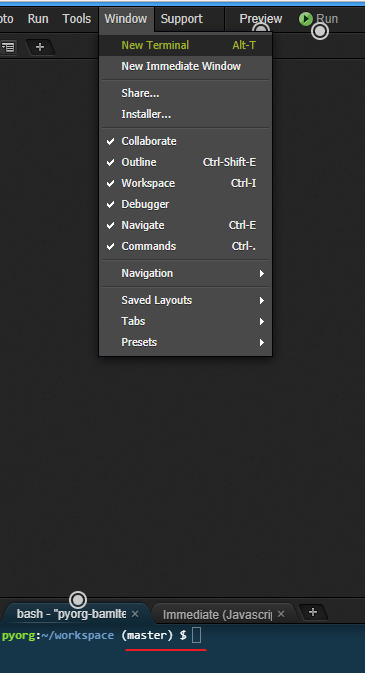 oto Run Tools Window Support Preview Run
New Terminal Alt-T
New Immediate Window
Share...
Installer...
Collaborate
Outline Ctrl-Shift-E
Workspace Ctrl-I
Debugger
Navigate Ctrl-E
Commands Ctrl-.
Navigation
Saved Layouts
Tabs
Presets
bash - "pyorg-bamlte × Immediate (Javascrip ×
pyorg:~/workspace (master) $